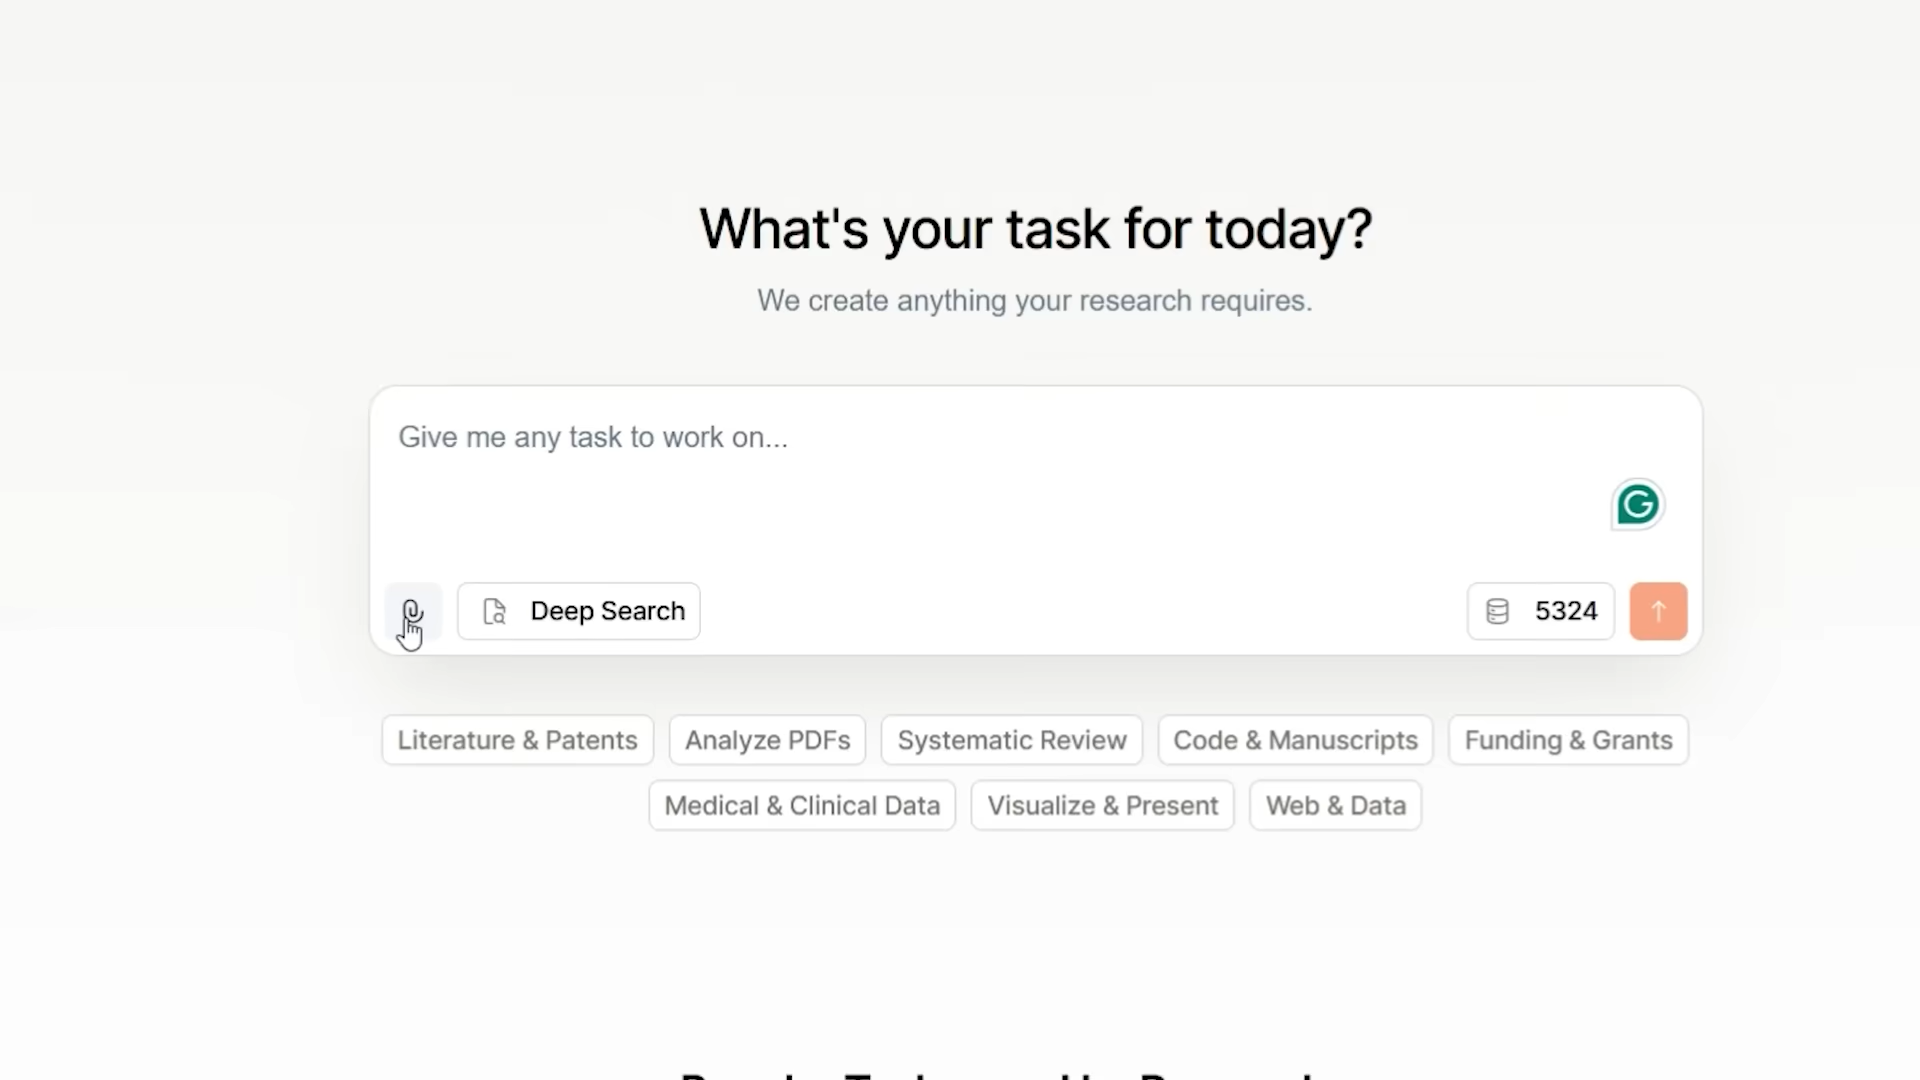 What's your task for today?
We create anything your research requires.
Give me any task to work on...
Deep Search
5324
Literature & Patents
Analyze PDFs
Systematic Review
Code & Manuscripts
Funding & Grants
Medical & Clinical Data
Visualize & Present
Web & Data